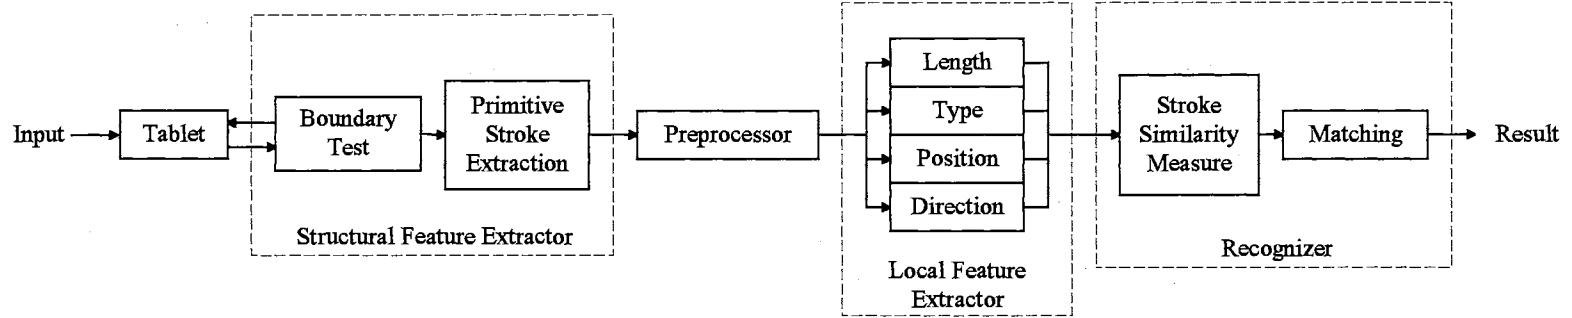 Input
Tablet
Boundary
Test
Primitive
Stroke
Extraction
Structural Feature Extractor
Preprocessor
Length
Type
Position
Direction
Local Feature
Extractor
Stroke
Similarity
Measure
Matching
Recognizer
Result